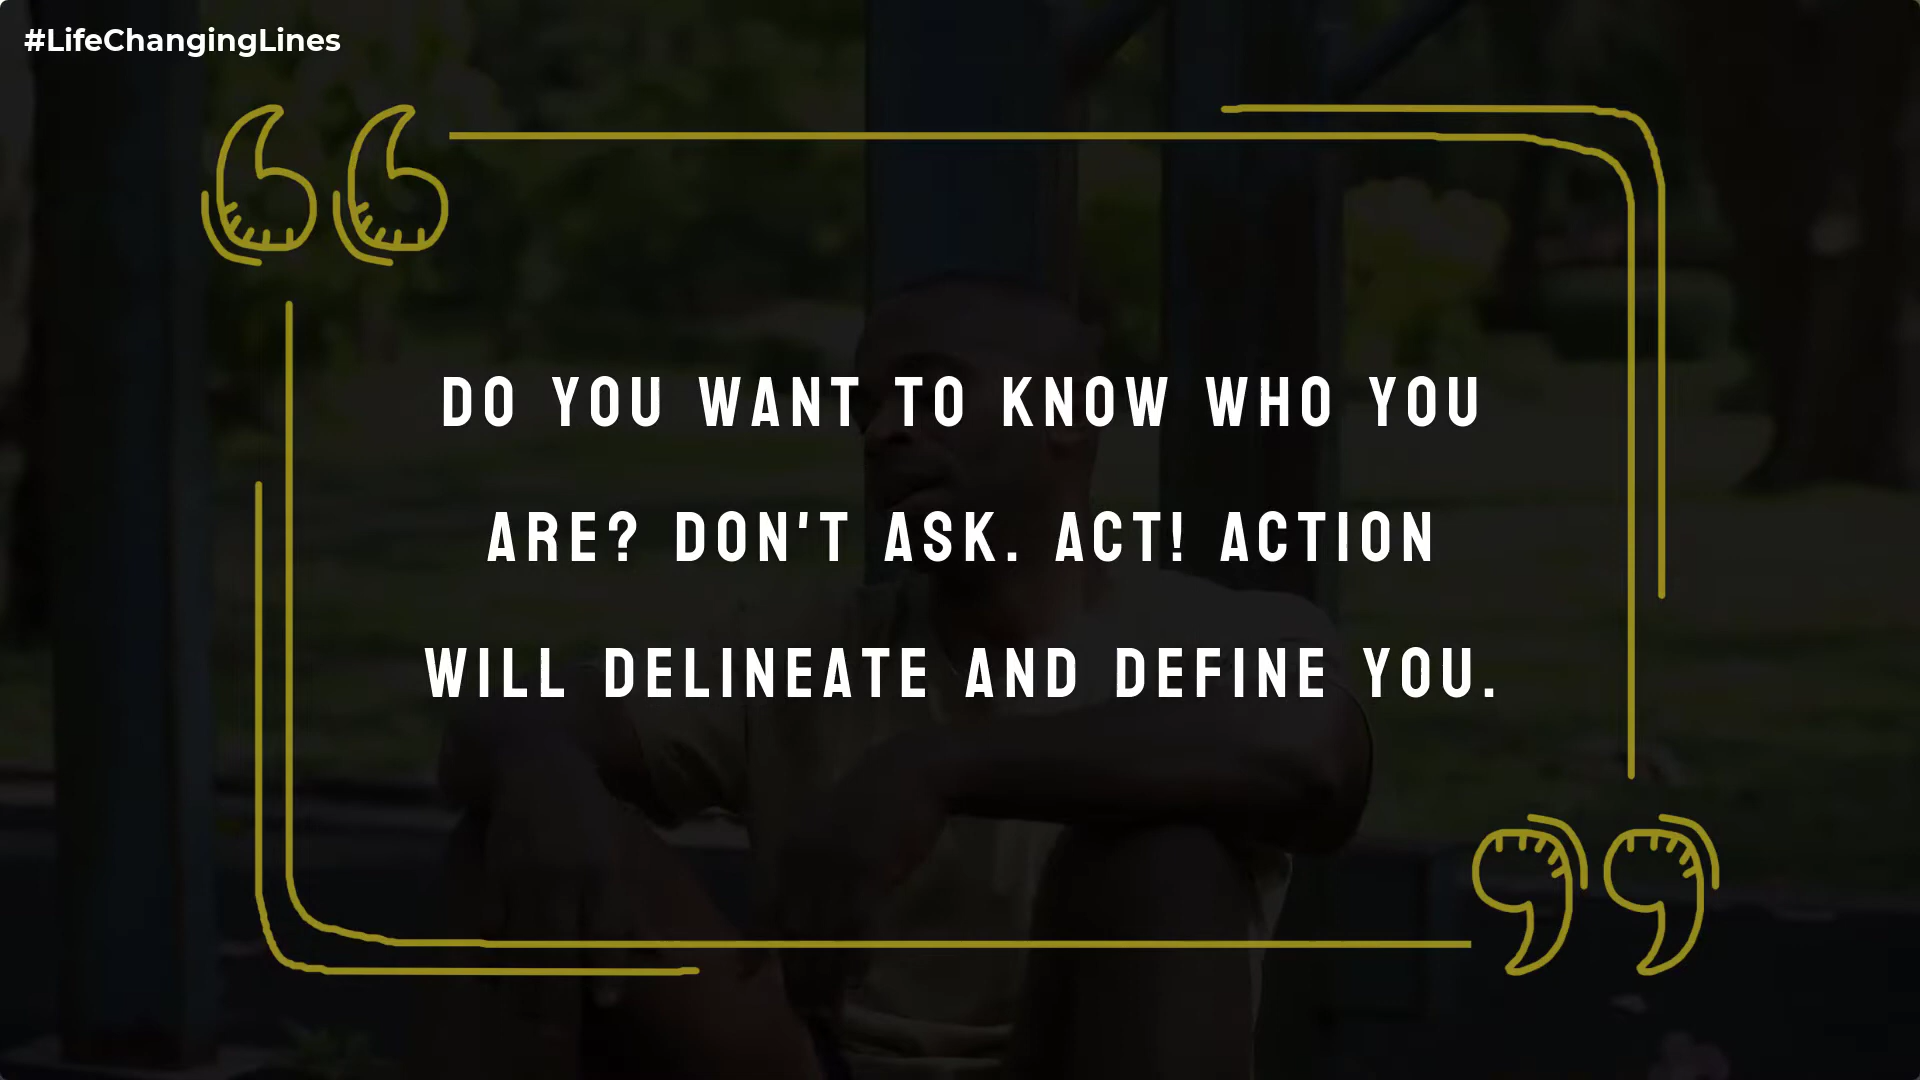 #LifeChangingLines
DO YOU WANT TO KNOW WHO YOU
ARE? DON'T ASK. ACT! ACTION
WILL DELINEATE AND DEFINE YOU.